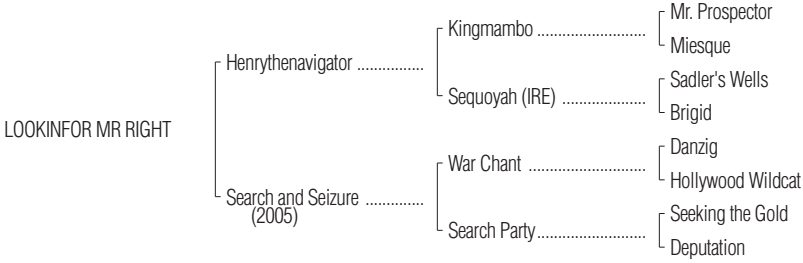 Mr. Prospector
Kingmambo ..........................
Miesque
Henrythenavigator ................
Sadler's Wells
Sequoyah (IRE) ....................
Brigid
LOOKINFOR MR RIGHT
Danzig
War Chant ............................
Hollywood Wildcat
Search and Seizure ..............
(2005)
Seeking the Gold
Search Party..........................
Deputation